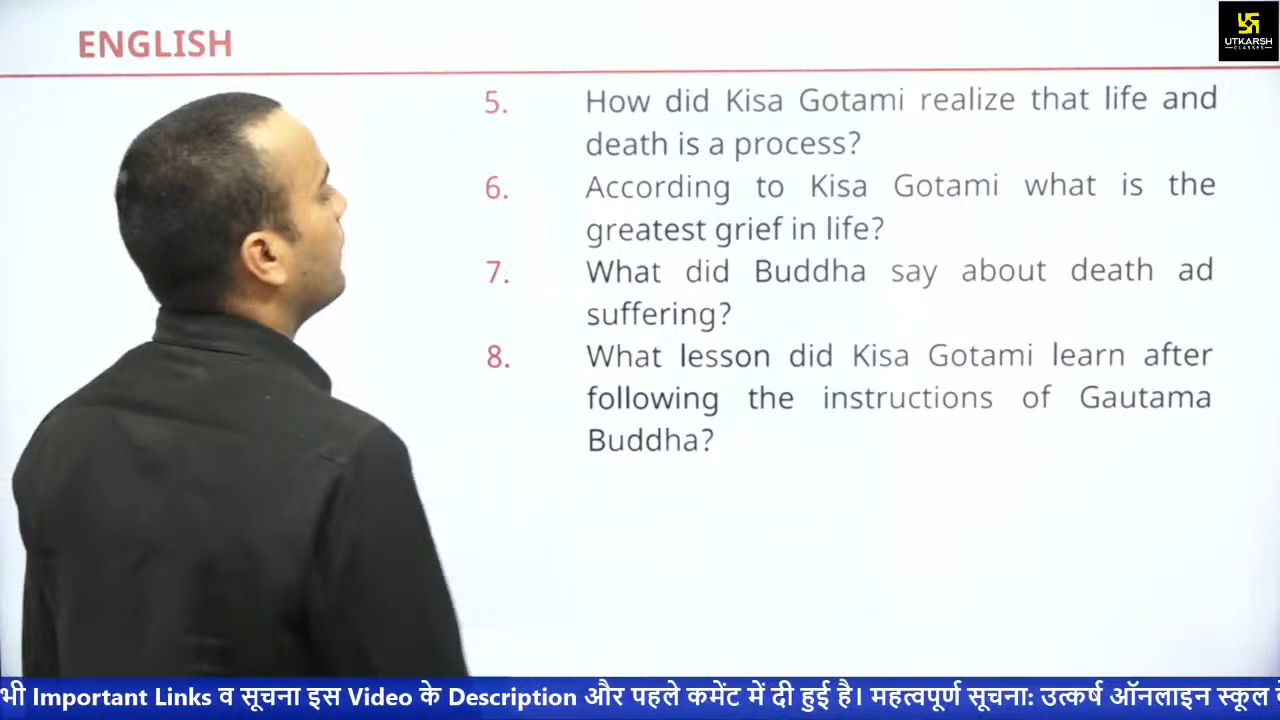 ENGLISH
UTKARSH
CLASSES
5. How did Kisa Gotami realize that life and
death is a process?
6. According to Kisa Gotami what is the
greatest grief in life?
7. What did Buddha say about death ad
suffering?
8. What lesson did Kisa Gotami learn after
following the instructions of Gautama
Buddha?
भी Important Links व सूचना इस Video के Description और पहले कमेंट में दी हुई है। महत्वपूर्ण सूचना: उत्कर्ष ऑनलाइन स्कूल